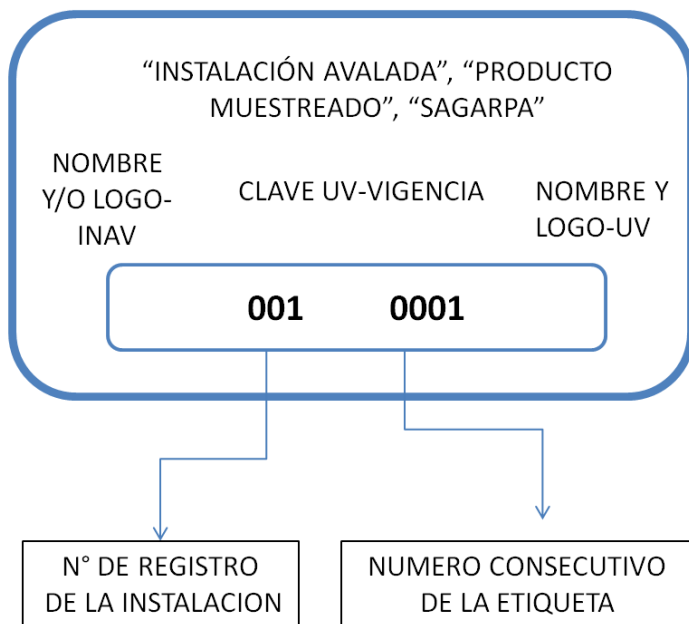 “INSTALACIÓN AVALADA”, “PRODUCTO
MUESTREADO”, “SAGARPA”
NOMBRE
Y/O LOGO-
INAV
CLAVE UV-VIGENCIA
NOMBRE Y
LOGO-UV
001 0001
N° DE REGISTRO
DE LA INSTALACION
NUMERO CONSECUTIVO
DE LA ETIQUETA